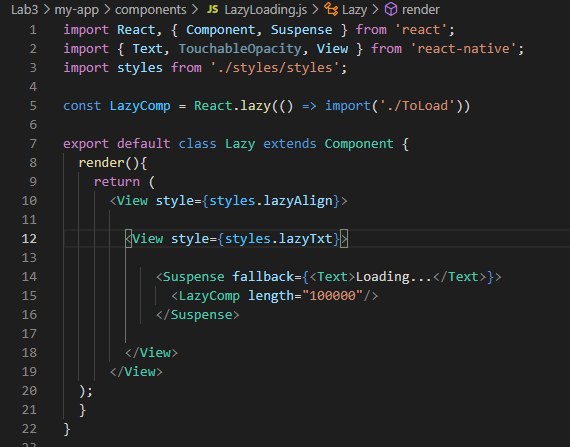 Lab3 > my-app > components > JS LazyLoading.js > Lazy > render
1 import React, { Component, Suspense } from 'react';
2 import { Text, TouchableOpacity, View } from 'react-native';
3 import styles from './styles/styles';
4
5 const LazyComp = React.lazy(() => import('./ToLoad'))
6
7 export default class Lazy extends Component {
8   render(){
9     return (
10       <View style={styles.lazyAlign}>
11
12         <View style={styles.lazyTxt}>
13
14             <Suspense fallback={<Text>Loading...</Text>}>
15               <LazyComp length="100000"/>
16             </Suspense>
17
18         </View>
19       </View>
20   );
21   }
22 }
23